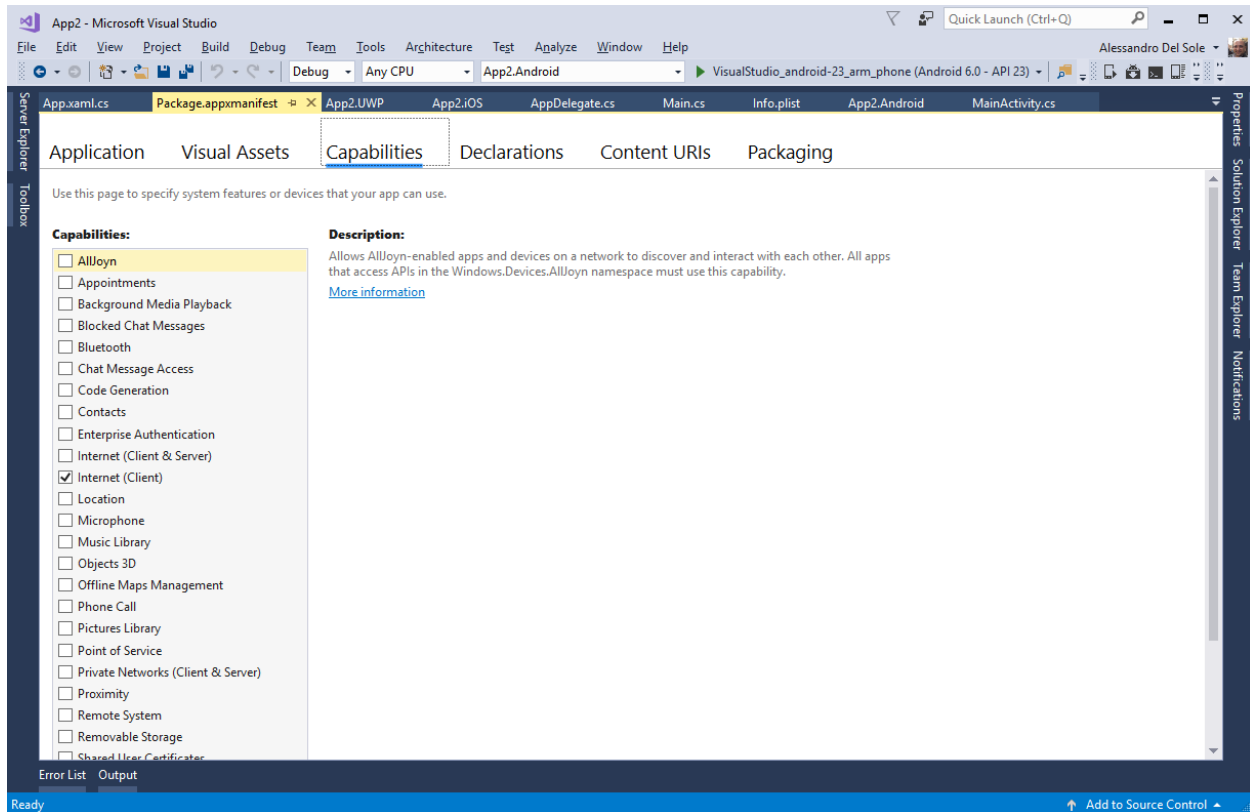 App2 - Microsoft Visual Studio
Quick Launch (Ctrl+Q)
File Edit View Project Build Debug Team Tools Architecture Test Analyze Window Help
Alessandro Del Sole
Debug Any CPU App2.Android VisualStudio_android-23_arm_phone (Android 6.0 - API 23)
App.xaml.cs Package.appxmanifest App2.UWP App2.iOS AppDelegate.cs Main.cs Info.plist App2.Android MainActivity.cs
Server Explorer
Toolbox
Application Visual Assets Capabilities Declarations Content URIs Packaging
Use this page to specify system features or devices that your app can use.
Capabilities:
AllJoyn
Appointments
Background Media Playback
Blocked Chat Messages
Bluetooth
Chat Message Access
Code Generation
Contacts
Enterprise Authentication
Internet (Client & Server)
Internet (Client)
Location
Microphone
Music Library
Objects 3D
Offline Maps Management
Phone Call
Pictures Library
Point of Service
Private Networks (Client & Server)
Proximity
Remote System
Removable Storage
Shared User Certificates
Description:
Allows AllJoyn-enabled apps and devices on a network to discover and interact with each other. All apps
that access APIs in the Windows.Devices.AllJoyn namespace must use this capability.
More information
Properties
Solution Explorer
Team Explorer
Notifications
Error List Output
Ready
Add to Source Control